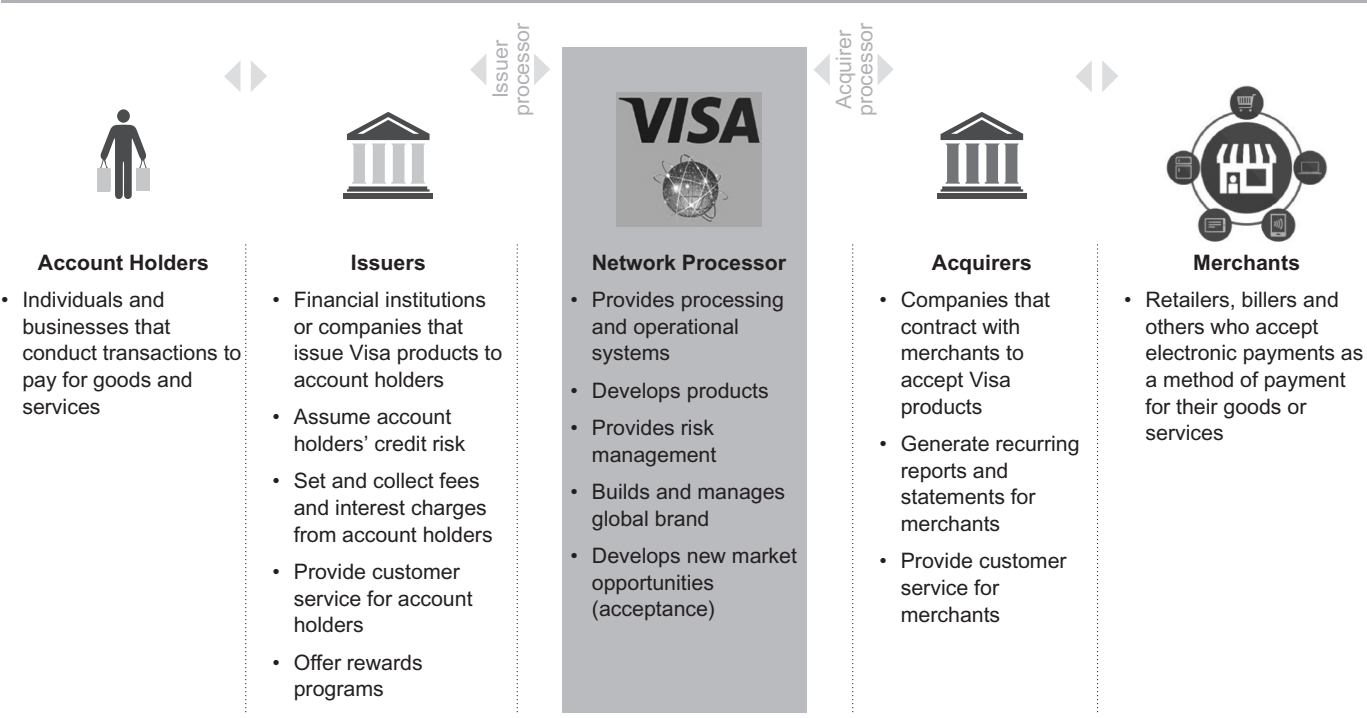 Issuer
processor
Acquirer
processor
VISA
Account Holders
• Individuals and
businesses that
conduct transactions to
pay for goods and
services
Issuers
• Financial institutions
or companies that
issue Visa products to
account holders
• Assume account
holders’ credit risk
• Set and collect fees
and interest charges
from account holders
• Provide customer
service for account
holders
• Offer rewards
programs
Network Processor
• Provides processing
and operational
systems
• Develops products
• Provides risk
management
• Builds and manages
global brand
• Develops new market
opportunities
(acceptance)
Acquirers
• Companies that
contract with
merchants to
accept Visa
products
• Generate recurring
reports and
statements for
merchants
• Provide customer
service for
merchants
Merchants
• Retailers, billers and
others who accept
electronic payments as
a method of payment
for their goods or
services